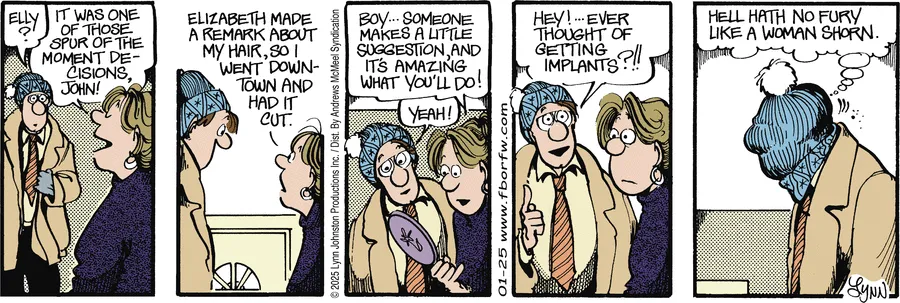 ELLY
?!
IT WAS ONE
OF THOSE
SPUR OF THE
MOMENT DE-
CISIONS,
JOHN!
ELIZABETH MADE
A REMARK ABOUT
MY HAIR, SO I
WENT DOWN-
TOWN AND
HAD IT
CUT.
© 2025 Lynn Johnston Productions Inc. / Dist. By Andrews McMeel Syndication
BOY... SOMEONE
MAKES A LITTLE
SUGGESTION, AND
IT'S AMAZING
WHAT YOU'LL DO!
YEAH!
01-25 www.fborfw.com
HEY!... EVER
THOUGHT OF
GETTING
IMPLANTS?!!
HELL HATH NO FURY
LIKE A WOMAN SHORN.
LYNN